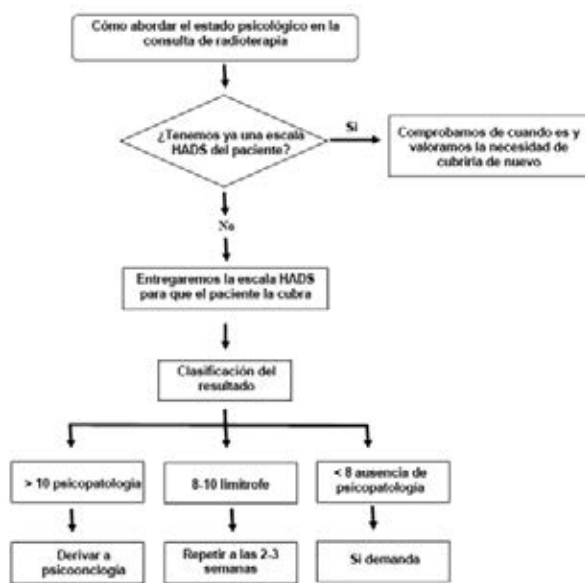 Cómo abordar el estado psicológico en la
consulta de radioterapia
¿Tenemos ya una escala
HADS del paciente?
Si
Comprobamos de cuando es y
valoramos la necesidad de
cubrirla de nuevo
No
Entregaremos la escala HADS
para que el paciente la cubra
Clasificación del
resultado
> 10 psicopatología
8-10 limítrofe
< 8 ausencia de
psicopatología
Derivar a
psicooncología
Repetir a las 2-3
semanas
Si demanda